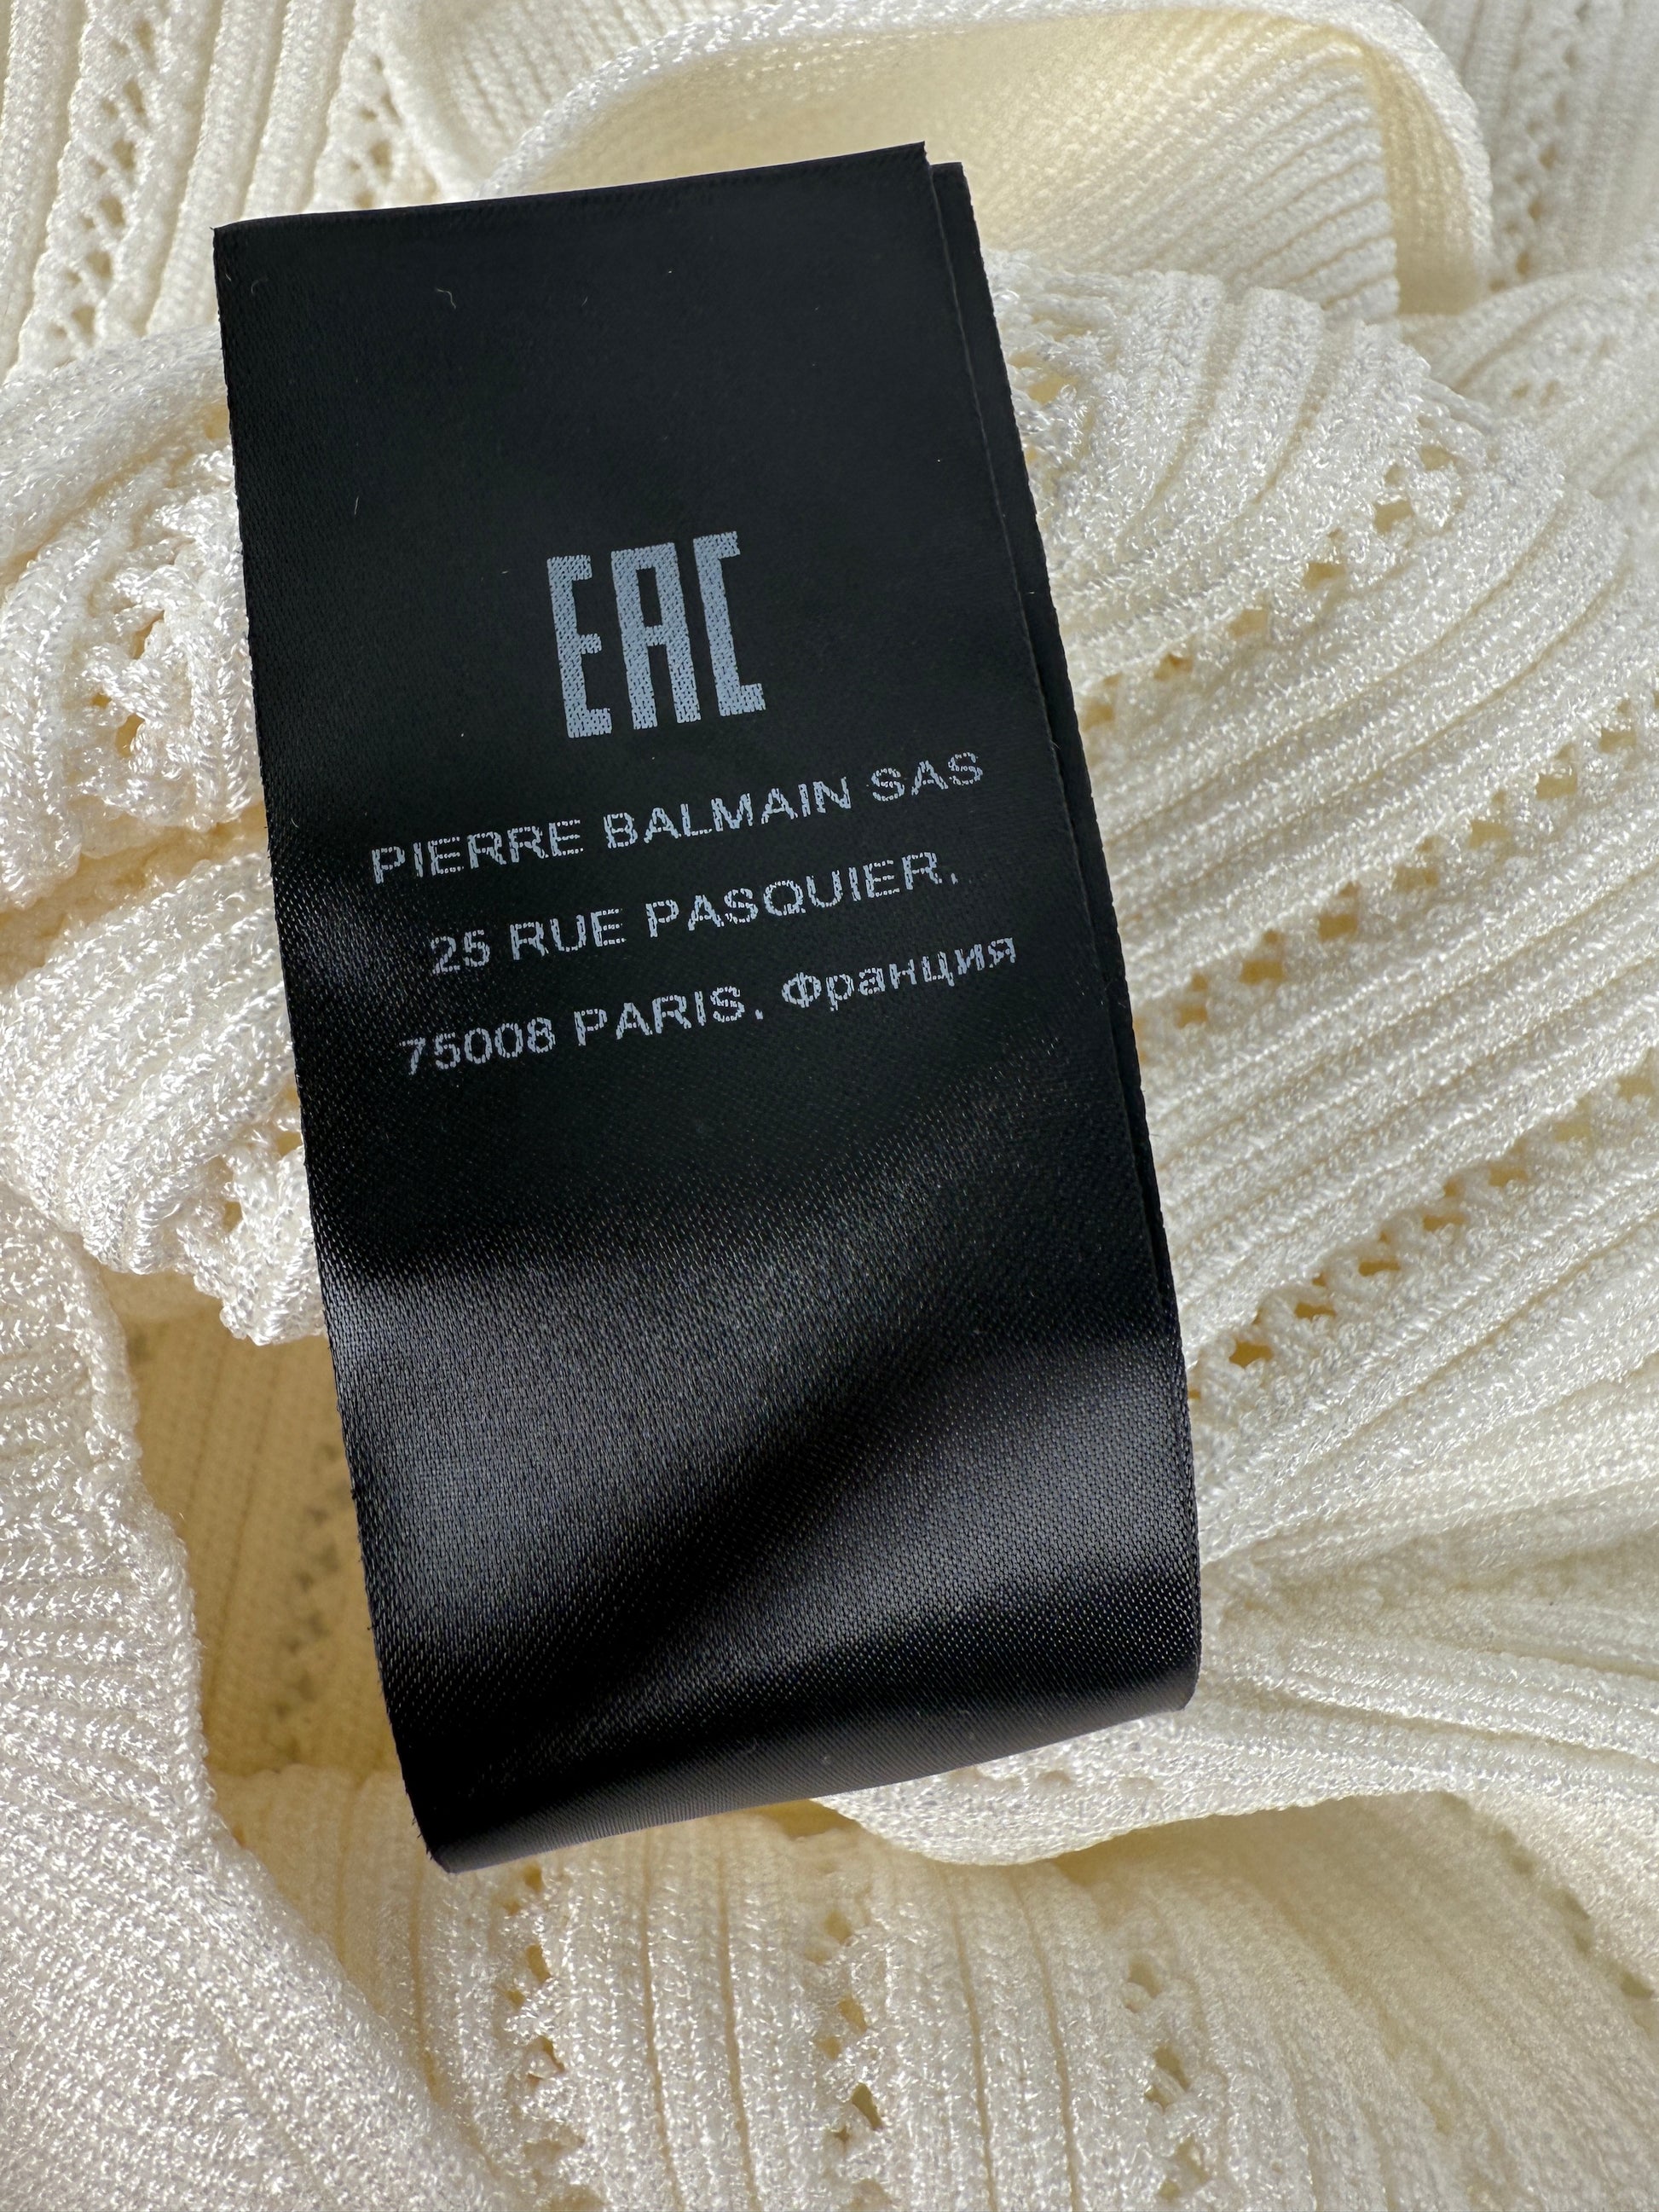 EAC
PIERRE BALMAIN SAS
25 RUE PASQUIER,
75008 PARIS, Франция